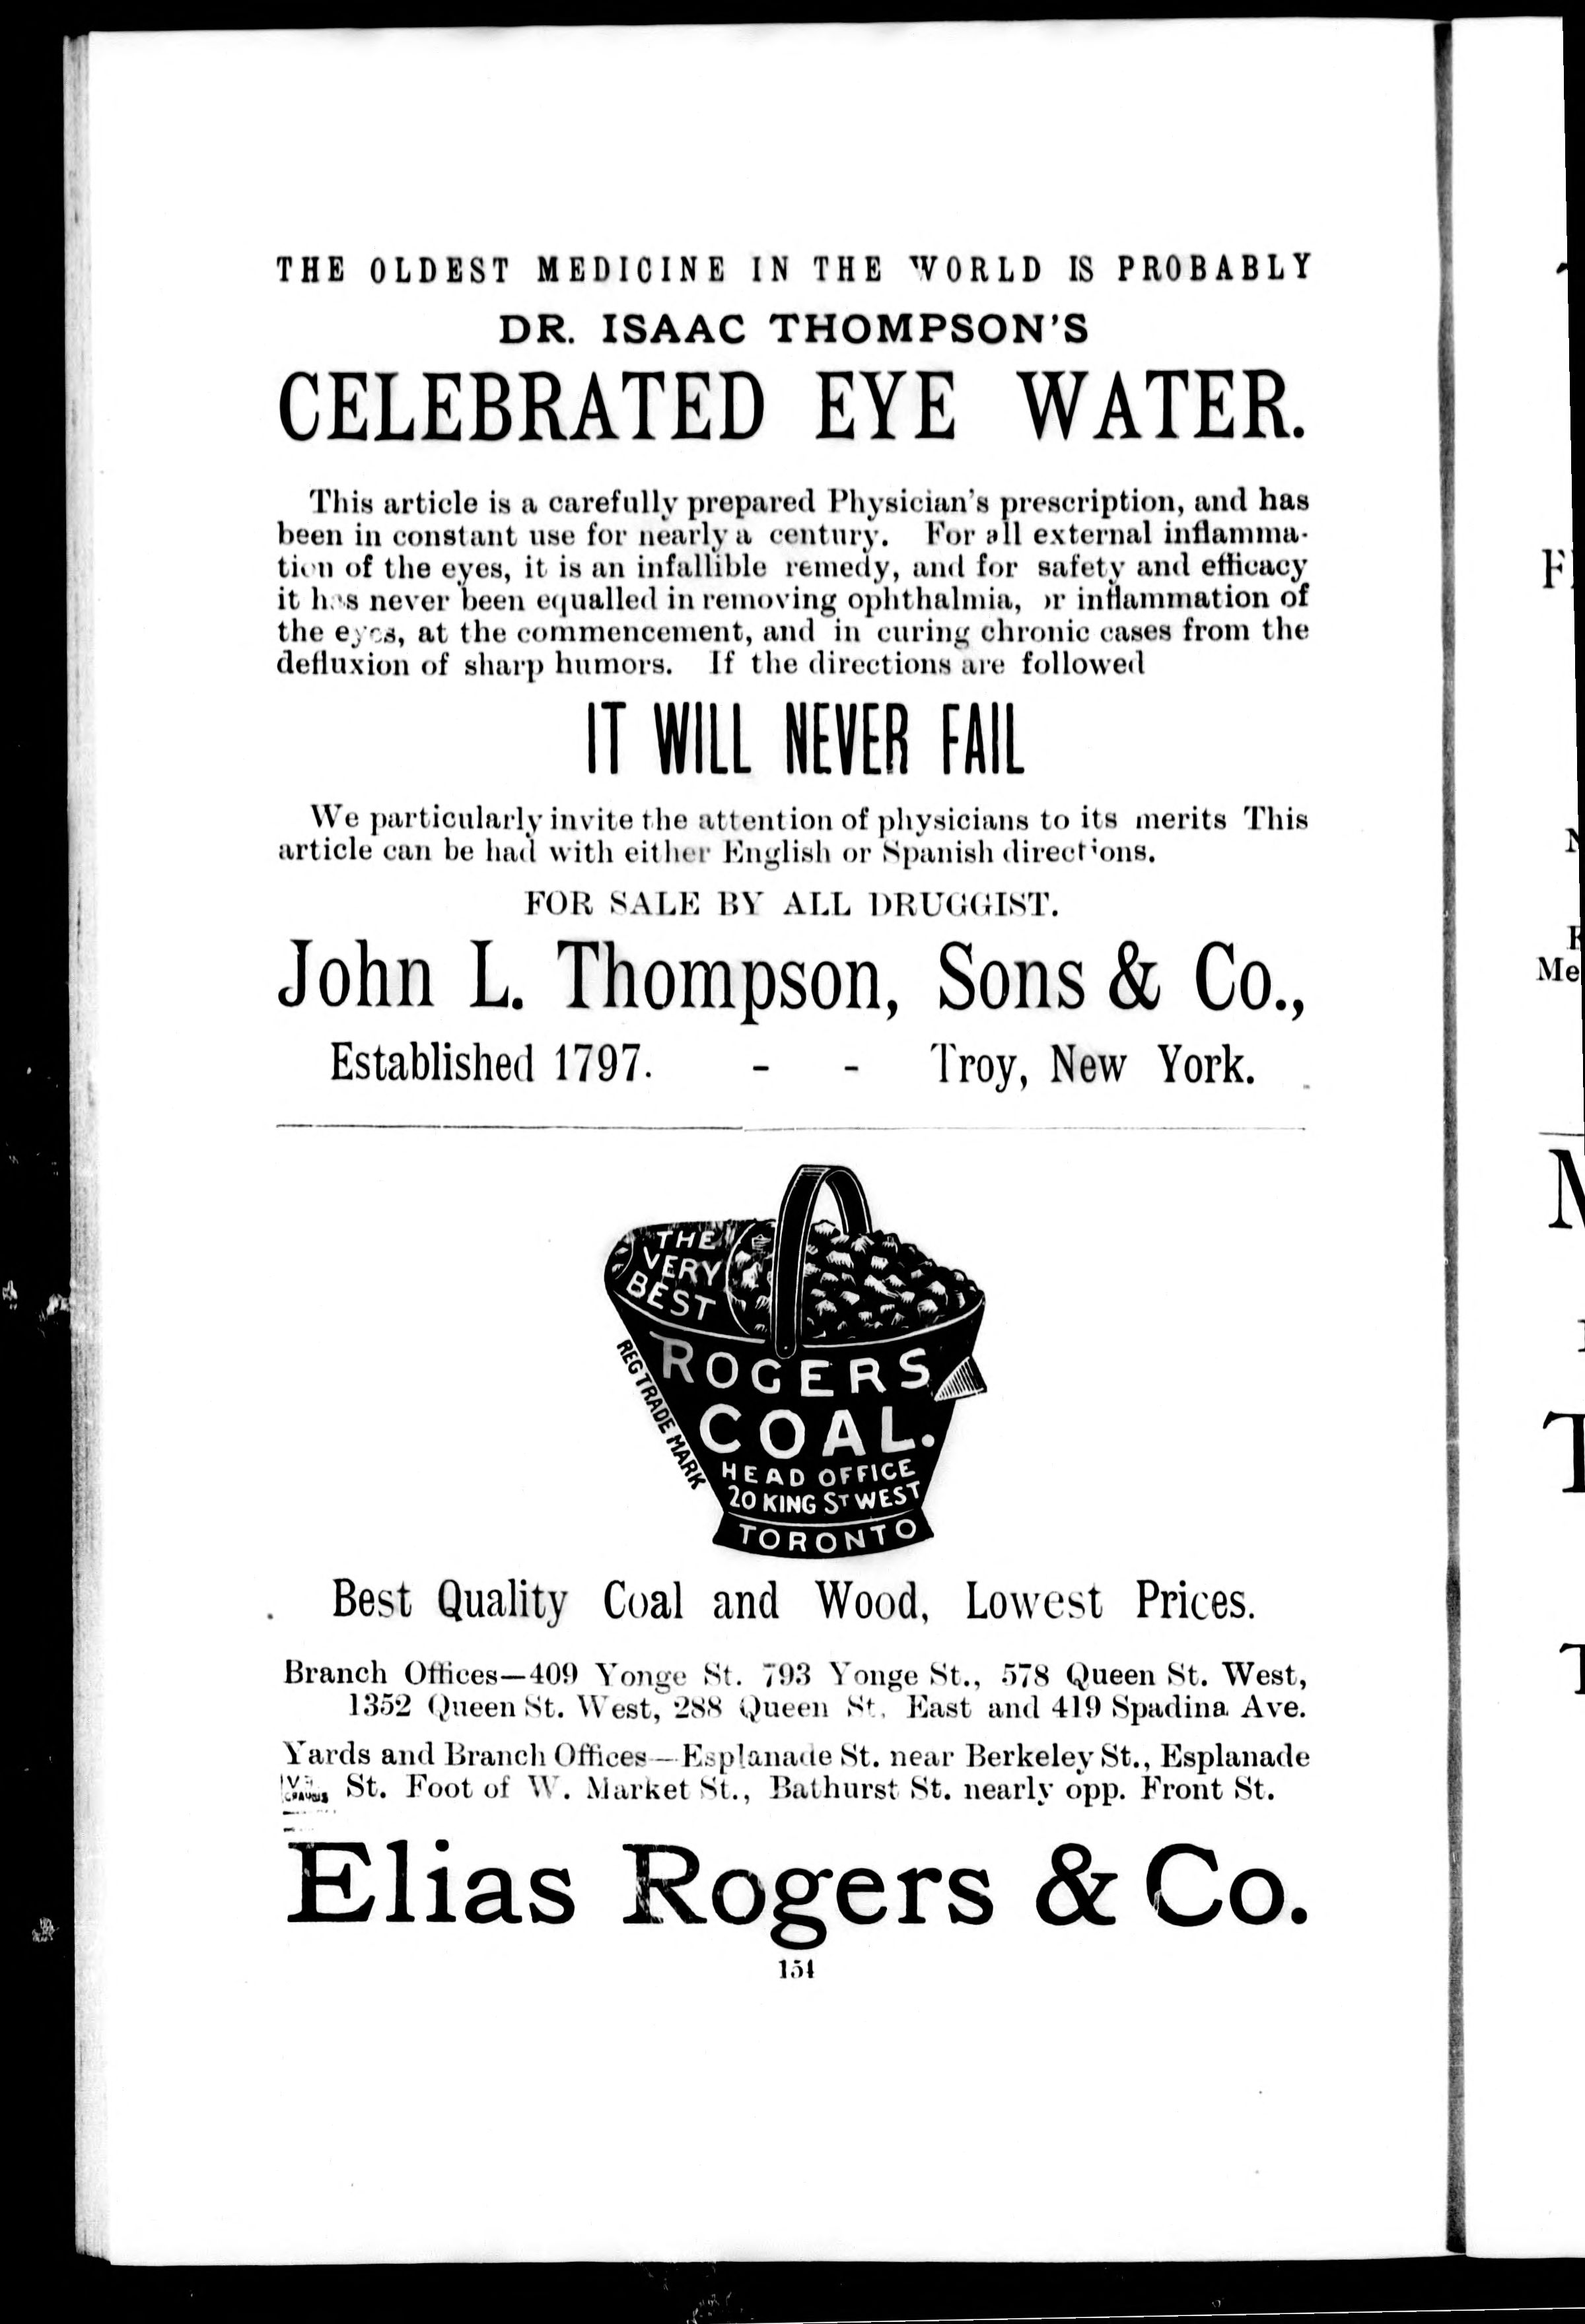 THE OLDEST MEDICINE IN THE WORLD IS PROBABLY
DR. ISAAC THOMPSON'S
CELEBRATED EYE WATER.
This article is a carefully prepared Physician's prescription, and has
been in constant use for nearly a century. For all external inflamma-
tion of the eyes, it is an infallible remedy, and for safety and efficacy
it has never been equalled in removing ophthalmia, or inflammation of
the eyes, at the commencement, and in curing chronic cases from the
defluxion of sharp humors. If the directions are followed
IT WILL NEVER FAIL
We particularly invite the attention of physicians to its merits This
article can be had with either English or Spanish directions.
FOR SALE BY ALL DRUGGIST.
John L. Thompson, Sons & Co.,
Established 1797. - - Troy, New York.
THE
VERY
BEST
ROGERS
COAL.
HEAD OFFICE
20 KING ST WEST
TORONTO
REG TRADE MARK
Best Quality Coal and Wood, Lowest Prices.
Branch Offices—409 Yonge St. 793 Yonge St., 578 Queen St. West,
1352 Queen St. West, 288 Queen St. East and 419 Spadina Ave.
Yards and Branch Offices—Esplanade St. near Berkeley St., Esplanade
St. Foot of W. Market St., Bathurst St. nearly opp. Front St.
Elias Rogers & Co.
154
Me